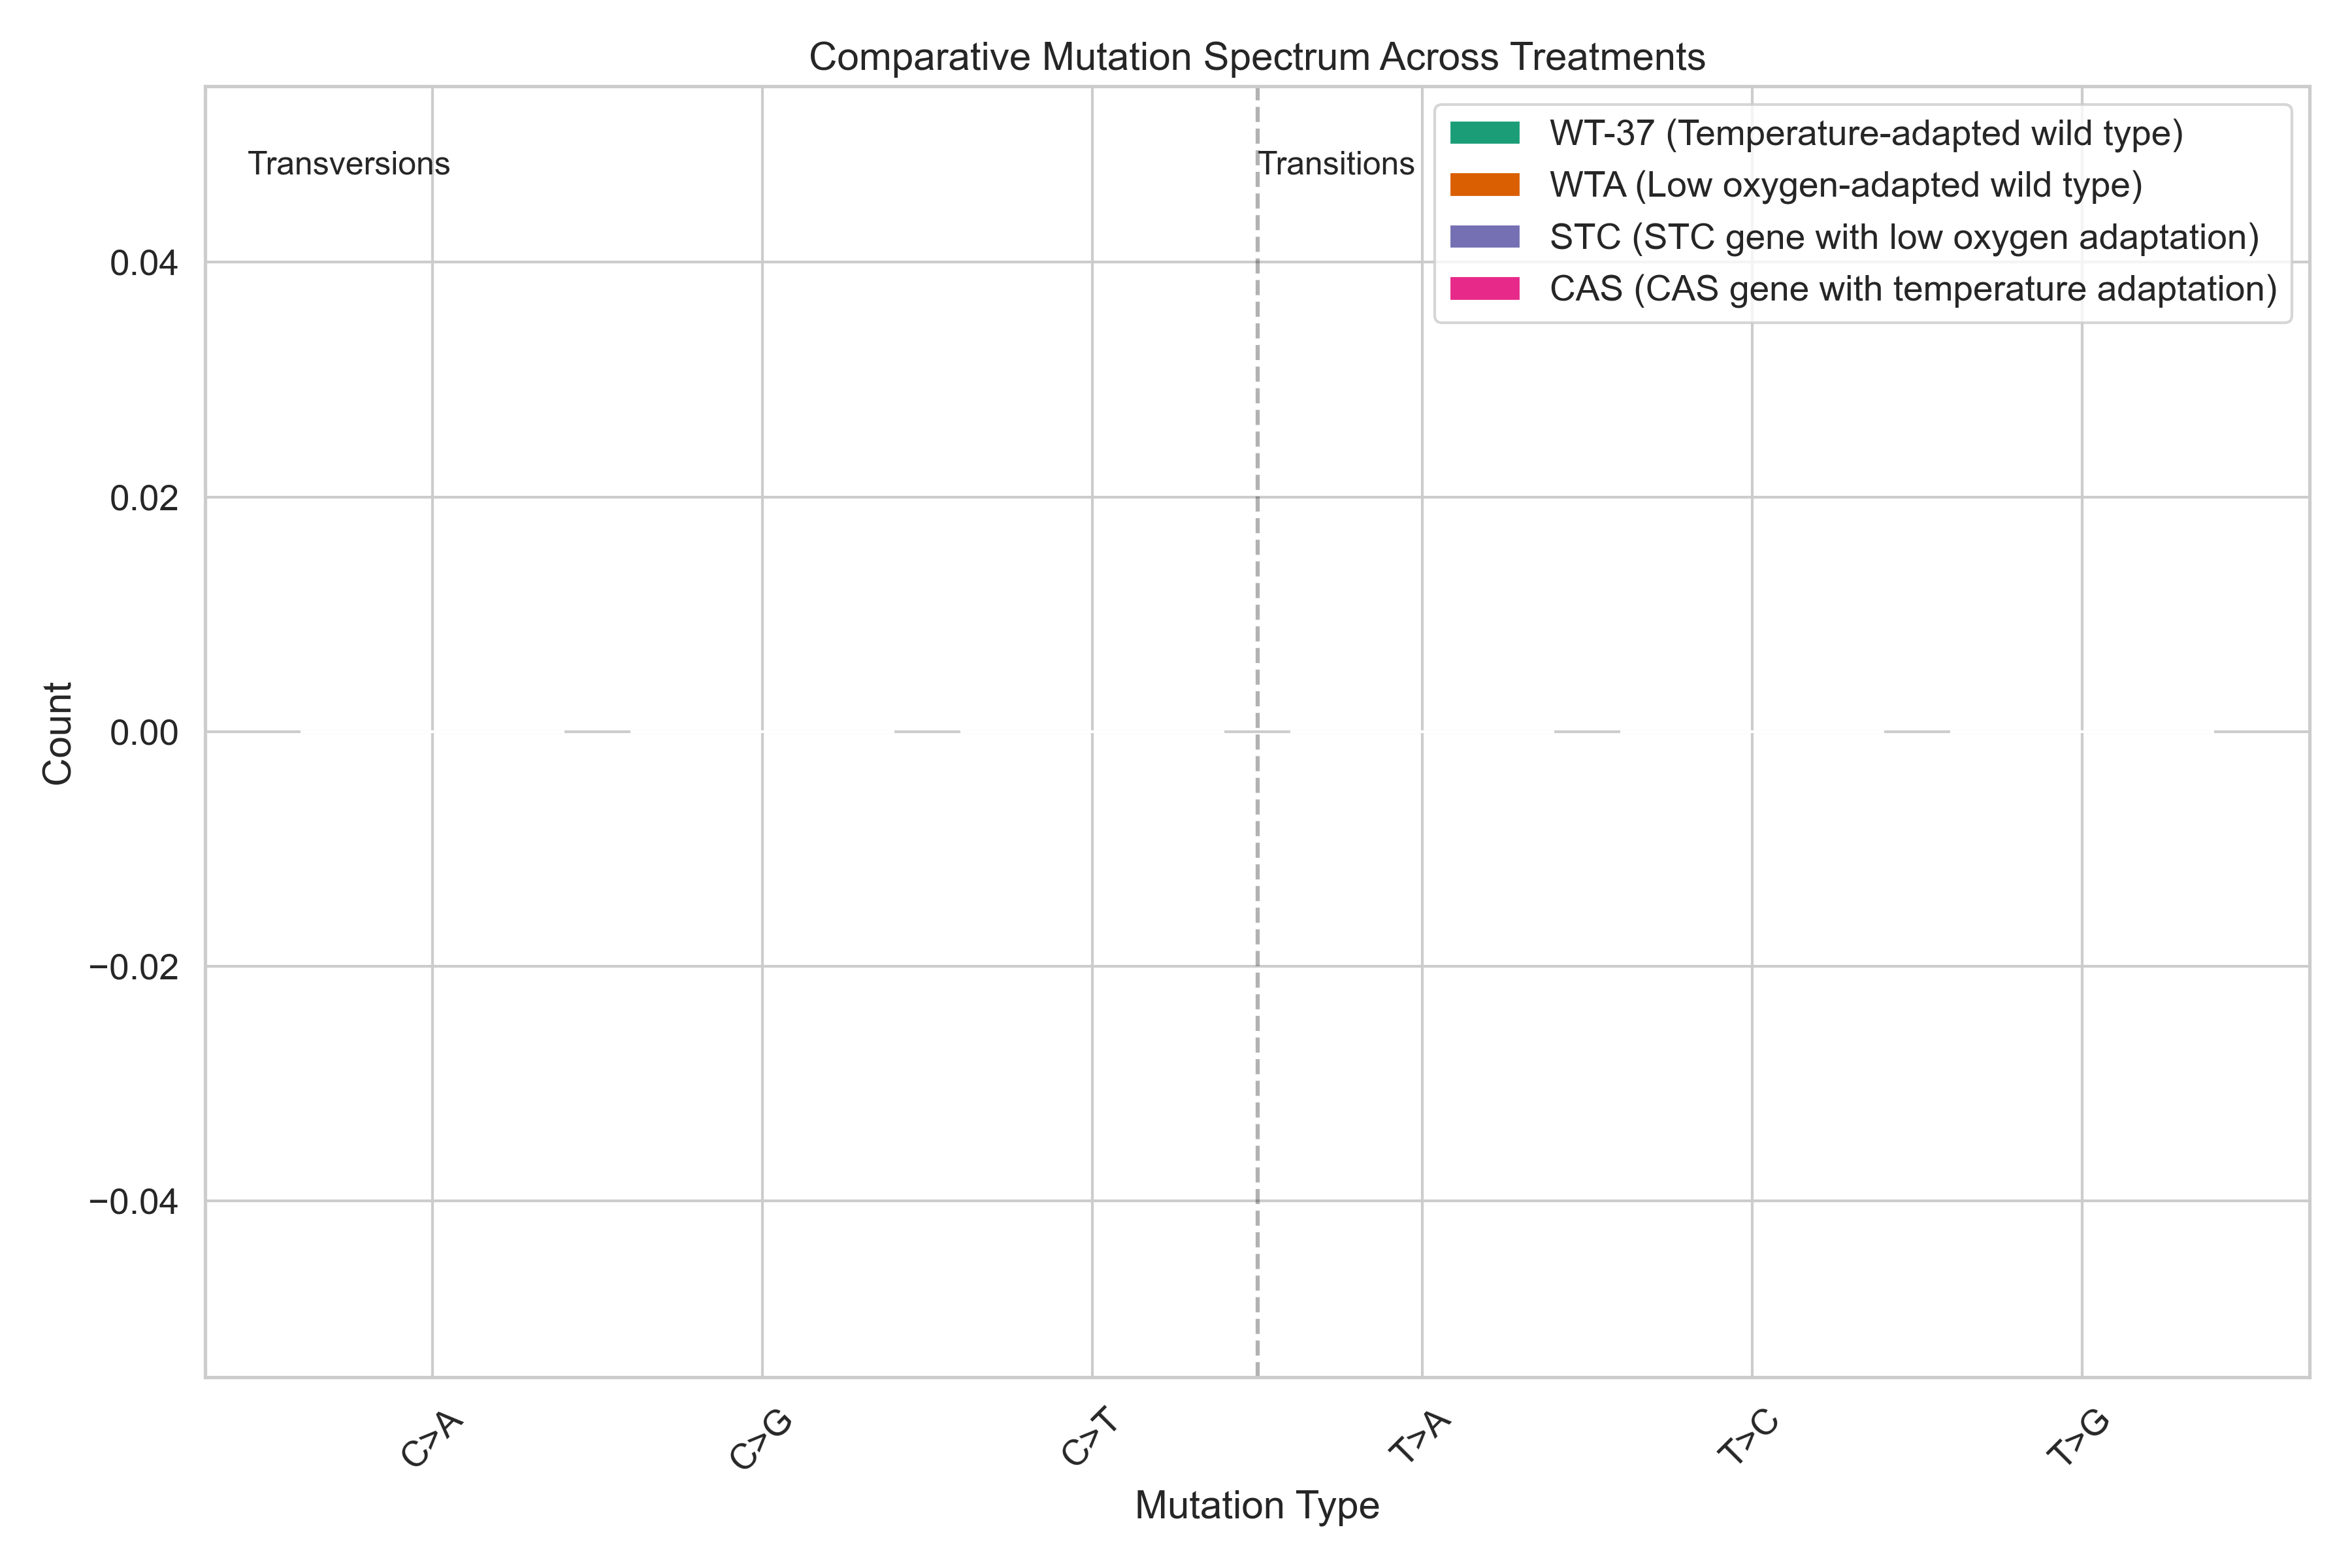 Comparative Mutation Spectrum Across Treatments
Transversions
Transitions
WT-37 (Temperature-adapted wild type)
WTA (Low oxygen-adapted wild type)
STC (STC gene with low oxygen adaptation)
CAS (CAS gene with temperature adaptation)
0.04
0.02
0.00
−0.02
−0.04
Count
C>A
C>G
C>T
T>A
T>C
T>G
Mutation Type